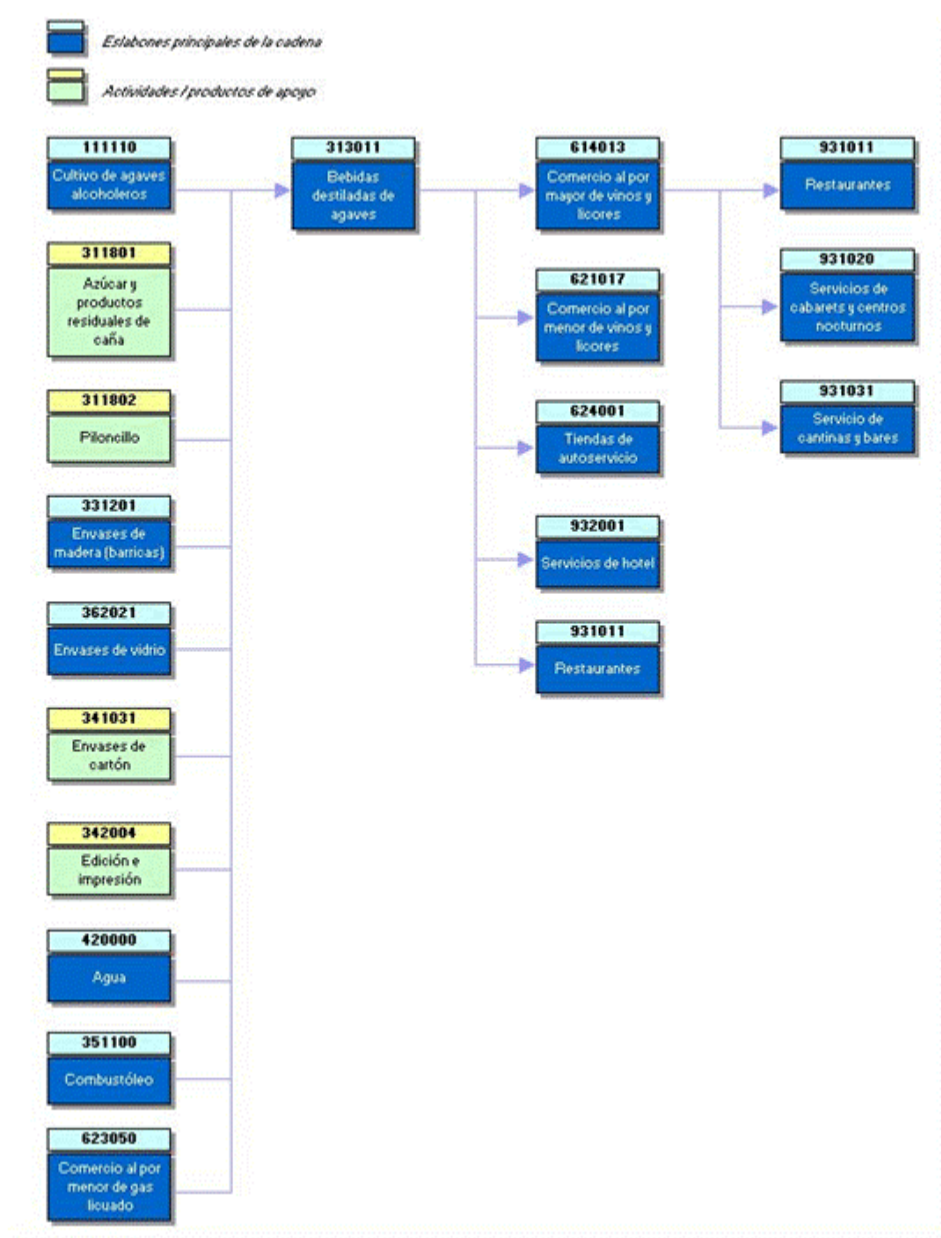 Eslabones principales de la cadena
Actividades / productos de apoyo
111110
Cultivo de agaves
alcoholeros
311801
Azúcar y
productos
residuales de
caña
311802
Piloncillo
331201
Envases de
madera (barricas)
362021
Envases de vidrio
341031
Envases de
cartón
342004
Edición e
impresión
420000
Agua
351100
Combustóleo
623050
Comercio al por
menor de gas
licuado
313011
Bebidas
destiladas de
agaves
614013
Comercio al por
mayor de vinos y
licores
621017
Comercio al por
menor de vinos y
licores
624001
Tiendas de
autoservicio
932001
Servicios de hotel
931011
Restaurantes
931011
Restaurantes
931020
Servicios de
cabarets y centros
nocturnos
931031
Servicio de
cantinas y bares